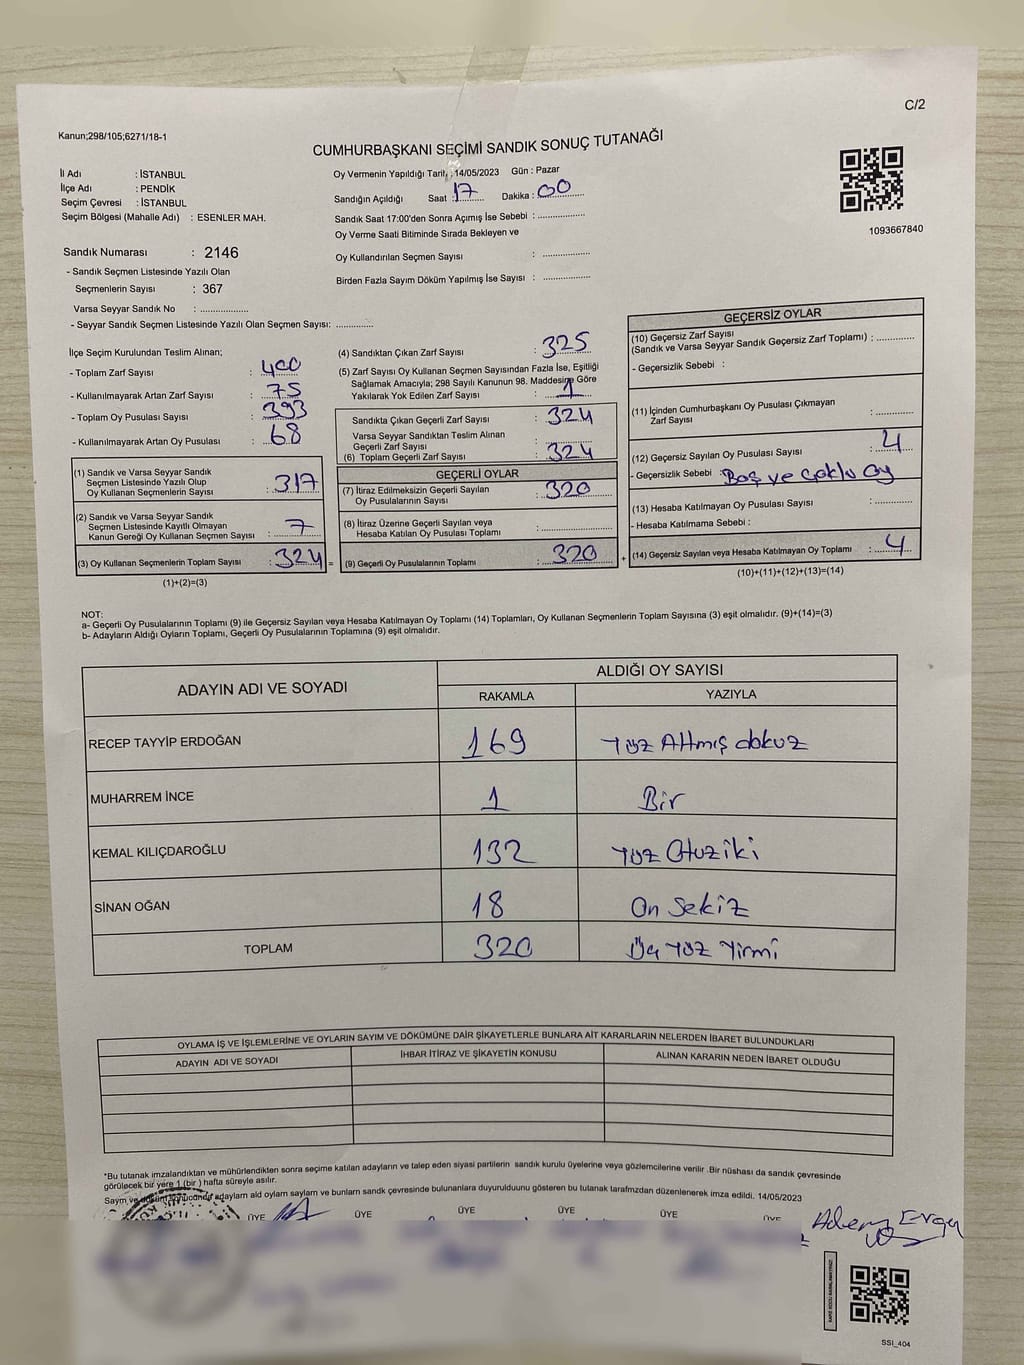 C/2
Kanun;298/105;6271/18-1
CUMHURBAŞKANI SEÇİMİ SANDIK SONUÇ TUTANAĞI
1093667840
İl Adı : İSTANBUL
İlçe Adı : PENDİK
Seçim Çevresi : İSTANBUL
Seçim Bölgesi (Mahalle Adı) : ESENLER MAH.
Oy Vermenin Yapıldığı Tarih : 14/05/2023 Gün : Pazar
Sandığın Açıldığı Saat : 17 Dakika : 00
Sandık Saat 17:00'den Sonra Açımış İse Sebebi : ................
Oy Verme Saati Bitiminde Sırada Bekleyen ve
Oy Kullandırılan Seçmen Sayısı : ................
Birden Fazla Sayım Döküm Yapılmış İse Sayısı : ................
Sandık Numarası : 2146
- Sandık Seçmen Listesinde Yazılı Olan
Seçmenlerin Sayısı : 367
Varsa Seyyar Sandık No : ................
- Seyyar Sandık Seçmen Listesinde Yazılı Olan Seçmen Sayısı: ............
İlçe Seçim Kurulundan Teslim Alınan;
- Toplam Zarf Sayısı : 400
- Kullanılmayarak Artan Zarf Sayısı : 75
- Toplam Oy Pusulası Sayısı : 393
- Kullanılmayarak Artan Oy Pusulası : 68
(1) Sandık ve Varsa Seyyar Sandık
Seçmen Listesinde Yazılı Olup
Oy Kullanan Seçmenlerin Sayısı : 317
(2) Sandık ve Varsa Seyyar Sandık
Seçmen Listesinde Kayıtlı Olmayan
Kanun Gereği Oy Kullanan Seçmen Sayısı : 7
(3) Oy Kullanan Seçmenlerin Toplam Sayısı : 324 =
(1)+(2)=(3)
(4) Sandıktan Çıkan Zarf Sayısı : 325
(5) Zarf Sayısı Oy Kullanan Seçmen Sayısından Fazla İse, Eşitliği
Sağlamak Amacıyla; 298 Sayılı Kanunun 98. Maddesine Göre
Yakılarak Yok Edilen Zarf Sayısı : 1
Sandıkta Çıkan Geçerli Zarf Sayısı : 324
Varsa Seyyar Sandıktan Teslim Alınan
Geçerli Zarf Sayısı : ................
(6) Toplam Geçerli Zarf Sayısı : 324
GEÇERLİ OYLAR
(7) İtiraz Edilmeksizin Geçerli Sayılan
Oy Pusulalarının Sayısı : 320
(8) İtiraz Üzerine Geçerli Sayılan veya
Hesaba Katılan Oy Pusulası Toplamı : ................
(9) Geçerli Oy Pusulalarının Toplamı : 320 +
GEÇERSİZ OYLAR
(10) Geçersiz Zarf Sayısı
(Sandık ve Varsa Seyyar Sandık Geçersiz Zarf Toplamı) : ............
- Geçersizlik Sebebi :
(11) İçinden Cumhurbaşkanı Oy Pusulası Çıkmayan
Zarf Sayısı : ............
(12) Geçersiz Sayılan Oy Pusulası Sayısı : 4
- Geçersizlik Sebebi : Boş ve çoklu oy
(13) Hesaba Katılmayan Oy Pusulası Sayısı : ............
- Hesaba Katılmama Sebebi :
(14) Geçersiz Sayılan veya Hesaba Katılmayan Oy Toplamı : 4
(10)+(11)+(12)+(13)=(14)
NOT:
a- Geçerli Oy Pusulalarının Toplamı (9) ile Geçersiz Sayılan veya Hesaba Katılmayan Oy Toplamı (14) Toplamları, Oy Kullanan Seçmenlerin Toplam Sayısına (3) eşit olmalıdır. (9)+(14)=(3)
b- Adayların Aldığı Oyların Toplamı, Geçerli Oy Pusulalarının Toplamına (9) eşit olmalıdır.
ADAYIN ADI VE SOYADI
ALDIĞI OY SAYISI
RAKAMLA YAZIYLA
RECEP TAYYİP ERDOĞAN 169 Yüz Altmış dokuz
MUHARREM İNCE 1 Bir
KEMAL KILIÇDAROĞLU 132 Yüz Otuziki
SİNAN OĞAN 18 On Sekiz
TOPLAM 320 Üç Yüz Yirmi
OYLAMA İŞ VE İŞLEMLERİNE VE OYLARIN SAYIM VE DÖKÜMÜNE DAİR ŞİKAYETLERLE BUNLARA AİT KARARLARIN NELERDEN İBARET BULUNDUKLARI
ADAYIN ADI VE SOYADI İHBAR İTİRAZ VE ŞİKAYETİN KONUSU ALINAN KARARIN NEDEN İBARET OLDUĞU
*Bu tutanak imzalandıktan ve mühürlendikten sonra seçime katılan adayların ve talep eden siyasi partilerin sandık kurulu üyelerine veya gözlemcilerine verilir .Bir nüshası da sandık çevresinde
görülecek bir yere 1 (bir ) hafta süreyle asılır.
Sayım ve döküm sonucunda adayların ald oyların sayların ve bunların sandk çevresinde bulunanlara duyurulduunu gösteren bu tutanak tarafmzdan düzenlenerek imza edildi. 14/05/2023
ÜYE ÜYE ÜYE ÜYE ÜYE ÜYE
SSI_404